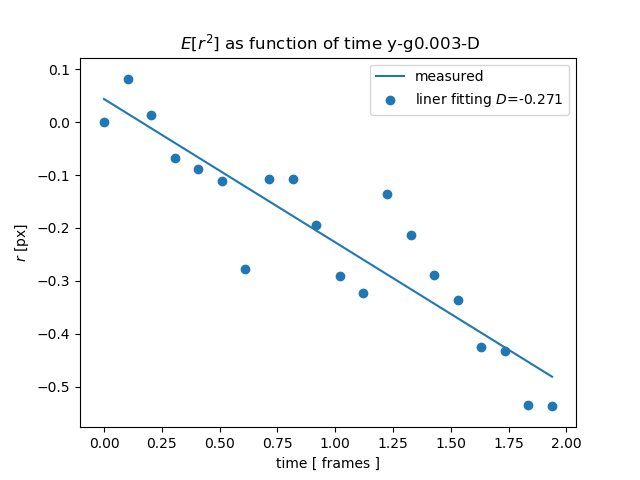 E[r²] as function of time y-g0.003-D
measured
liner fitting D=-0.271
0.1
0.0
−0.1
−0.2
−0.3
−0.4
−0.5
r [px]
0.00 0.25 0.50 0.75 1.00 1.25 1.50 1.75 2.00
time [ frames ]